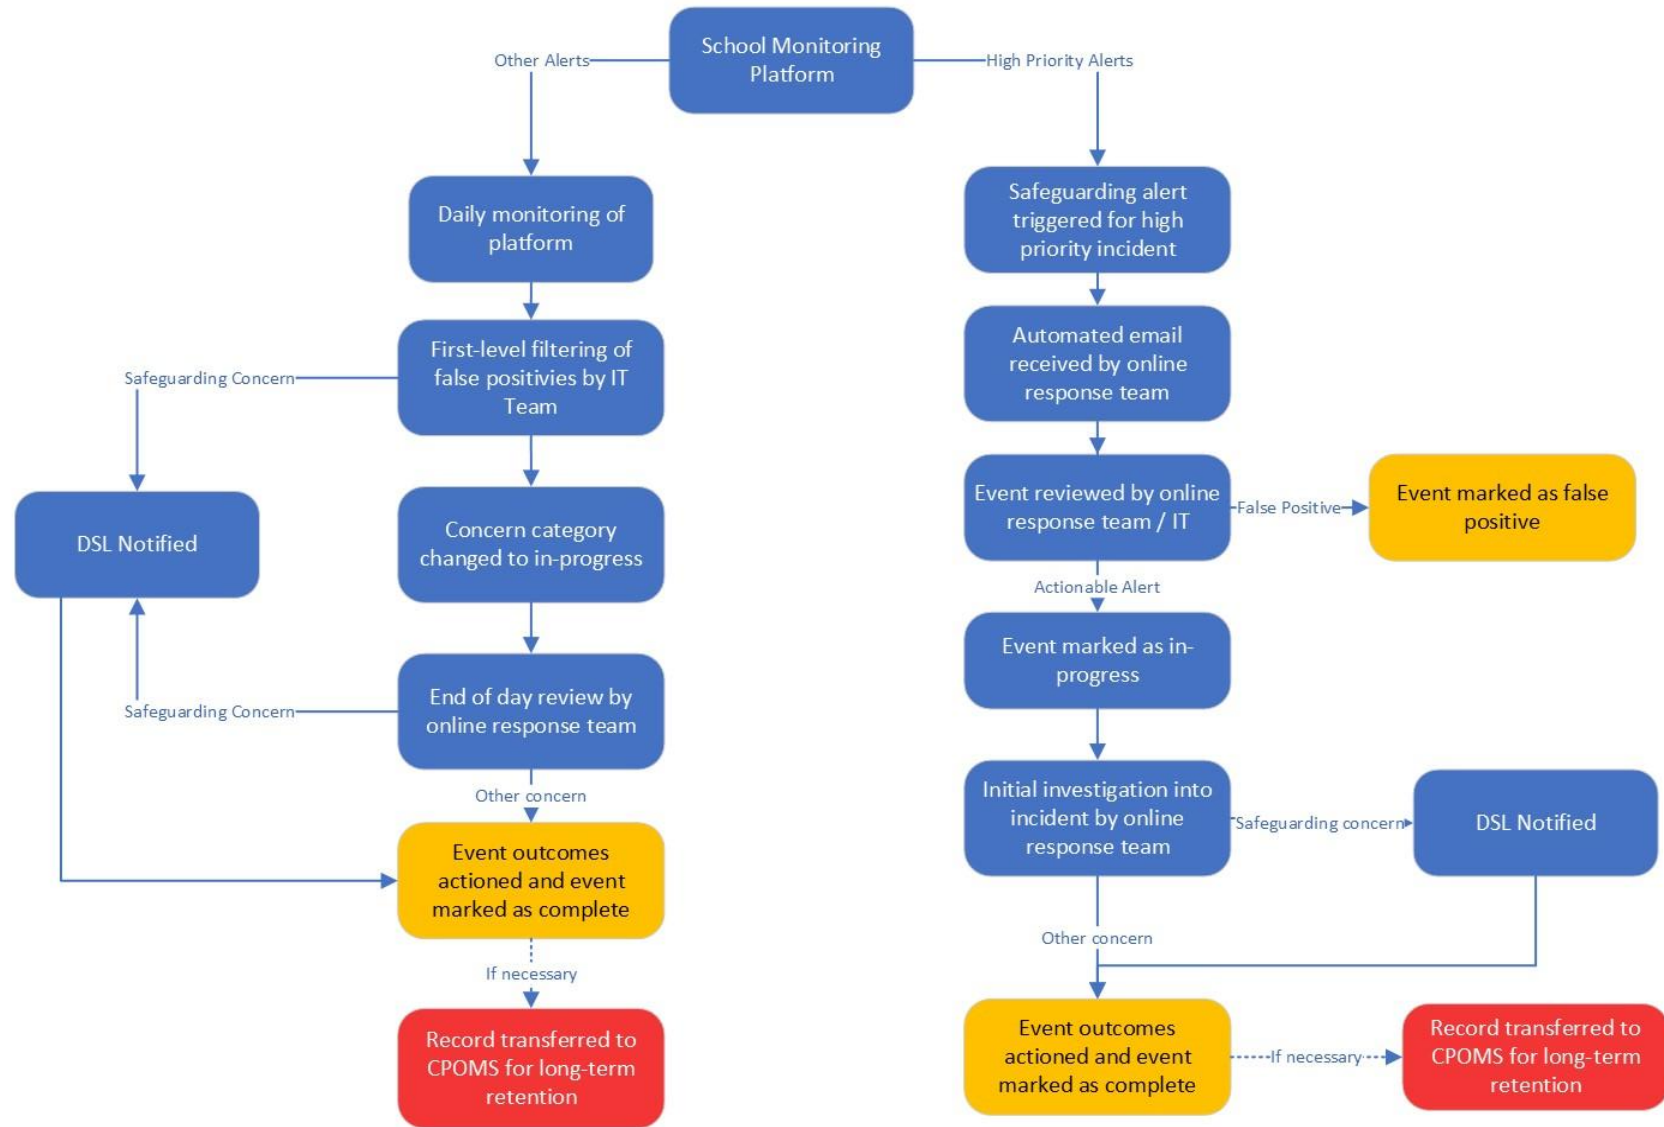 School Monitoring
Platform
Other Alerts
High Priority Alerts
Daily monitoring of
platform
Safeguarding alert
triggered for high
priority incident
First-level filtering of
false positivies by IT
Team
Safeguarding Concern
Automated email
received by online
response team
DSL Notified
Concern category
changed to in-progress
Event reviewed by online
response team / IT
False Positive
Event marked as false
positive
Actionable Alert
Event marked as in-
progress
End of day review by
online response team
Safeguarding Concern
Other concern
Initial investigation into
incident by online
response team
Safeguarding concern
DSL Notified
Event outcomes
actioned and event
marked as complete
Other concern
If necessary
Record transferred to
CPOMS for long-term
retention
Event outcomes
actioned and event
marked as complete
If necessary
Record transferred to
CPOMS for long-term
retention